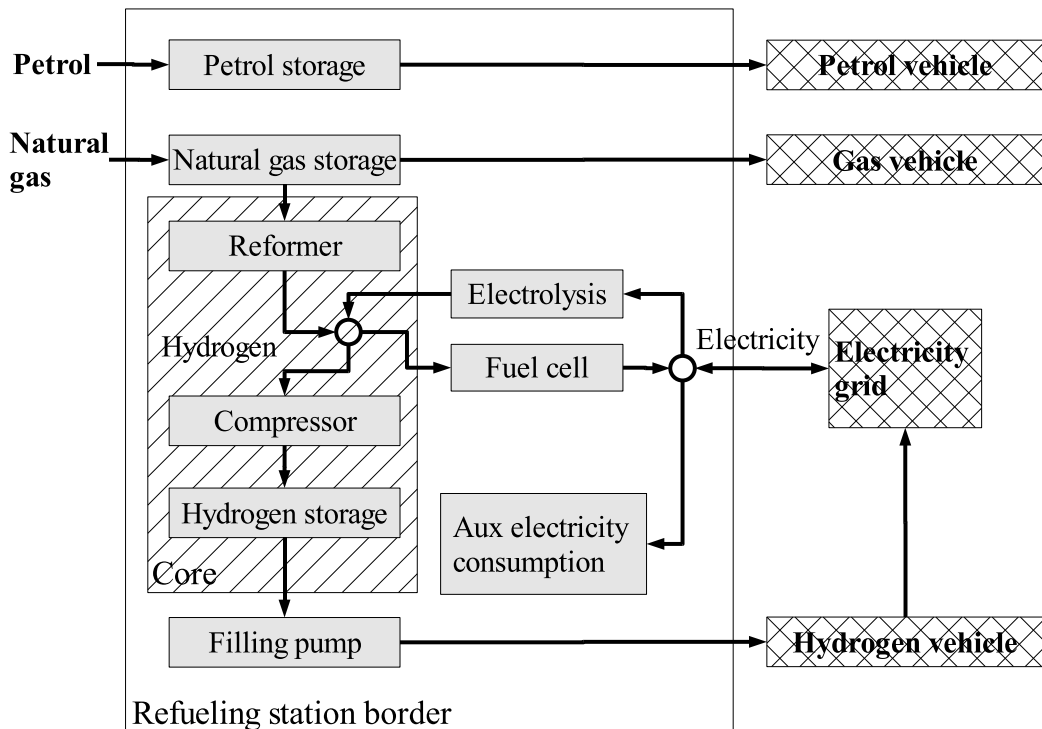 Petrol
Petrol storage
Petrol vehicle
Natural
gas
Natural gas storage
Gas vehicle
Reformer
Electrolysis
Hydrogen
Electricity
Fuel cell
Electricity
grid
Compressor
Hydrogen storage
Aux electricity
consumption
Core
Filling pump
Hydrogen vehicle
Refueling station border